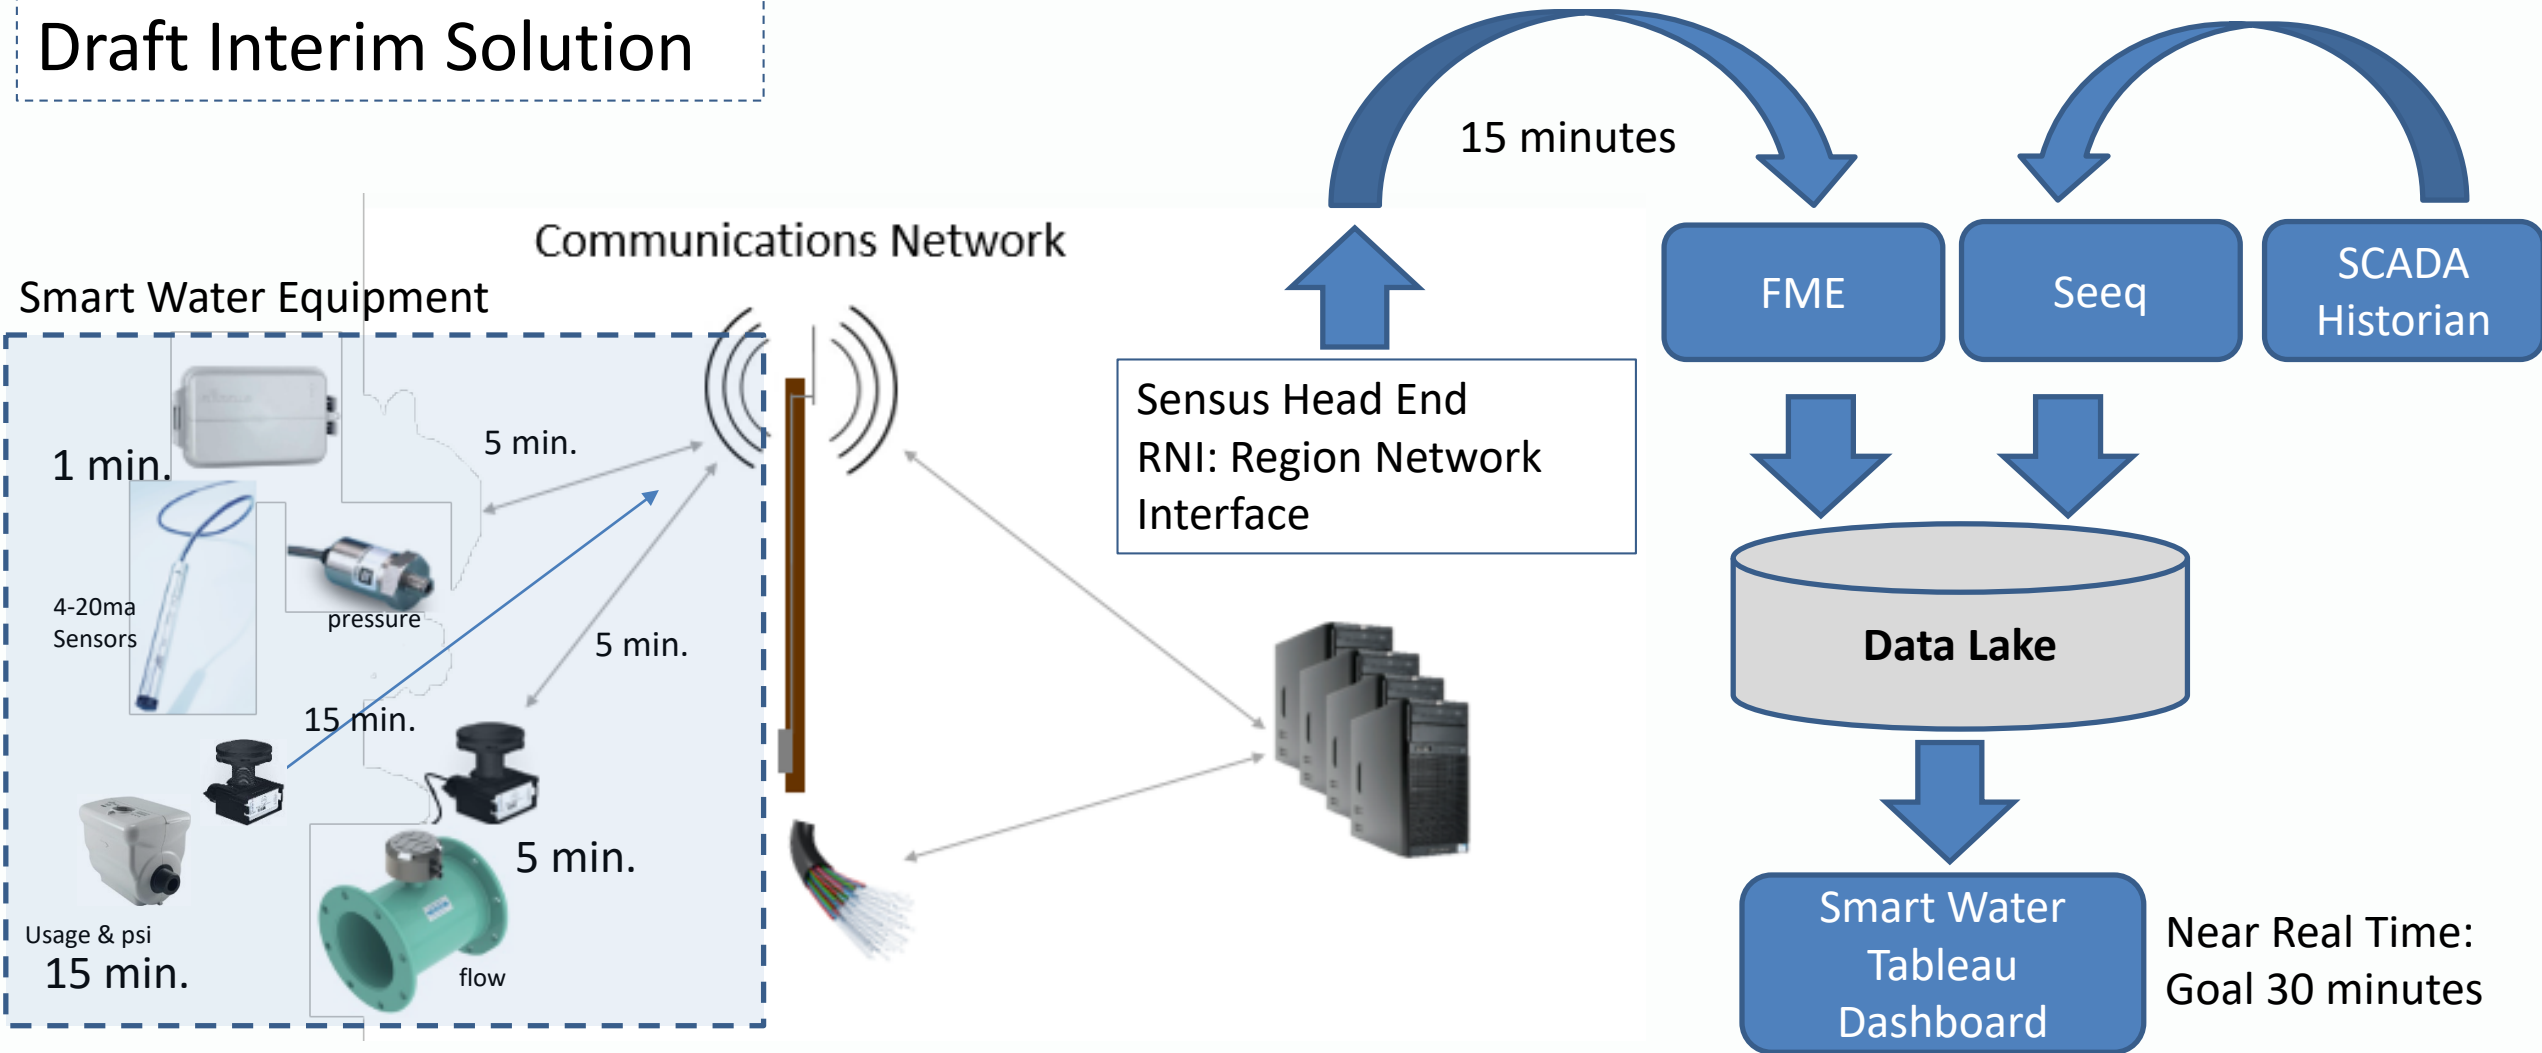 Draft Interim Solution
15 minutes
Communications Network
Smart Water Equipment
FME
Seeq
SCADA
Historian
Sensus Head End
RNI: Region Network
Interface
5 min.
1 min.
4-20ma
Sensors
pressure
5 min.
15 min.
Data Lake
5 min.
Usage & psi
15 min.
flow
Smart Water
Tableau
Dashboard
Near Real Time:
Goal 30 minutes